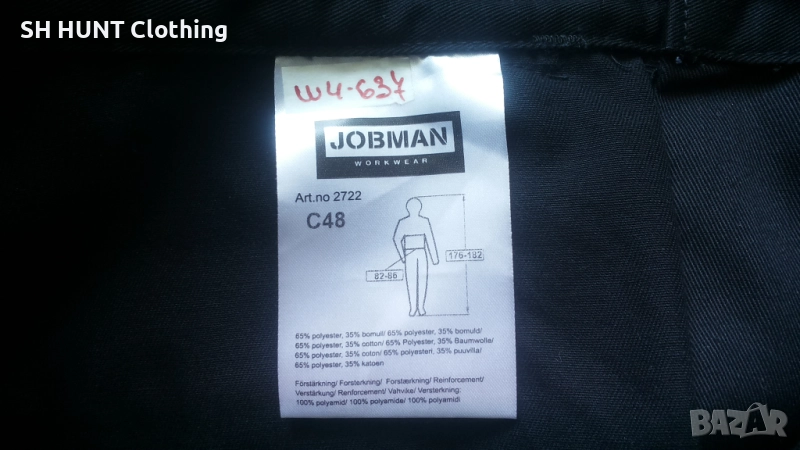 SH HUNT Clothing
W4-637
JOBMAN
WORKWEAR
Art.no 2722
C48
176-182
82-86
65% polyester, 35% bomull/ 65% polyester, 35% bomuld/
65% polyester, 35% cotton/ 65% Polyester, 35% Baumwolle/
65% polyester, 35% coton/ 65% polyesteri, 35% puuvilla/
65% polyester, 35% katoen
Förstärkning/ Forsterkning/ Forstærkning/ Reinforcement/
Verstärkung/ Renforcement/ Vahvike/ Versterkning:
100% polyamid/ 100% polyamide/ 100% polyamidi
BAZAR